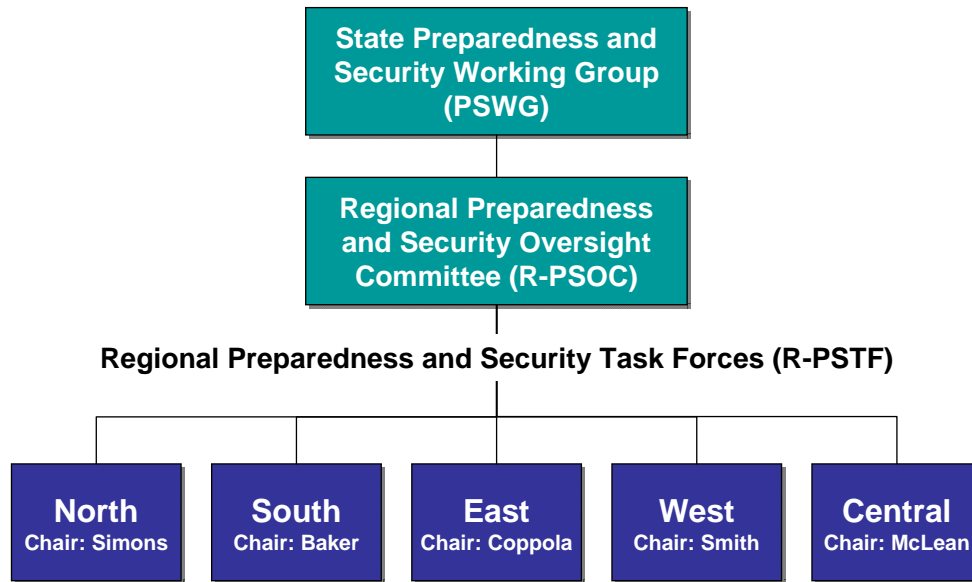 State Preparedness and
Security Working Group
(PSWG)
Regional Preparedness
and Security Oversight
Committee (R-PSOC)
Regional Preparedness and Security Task Forces (R-PSTF)
North
Chair: Simons
South
Chair: Baker
East
Chair: Coppola
West
Chair: Smith
Central
Chair: McLean